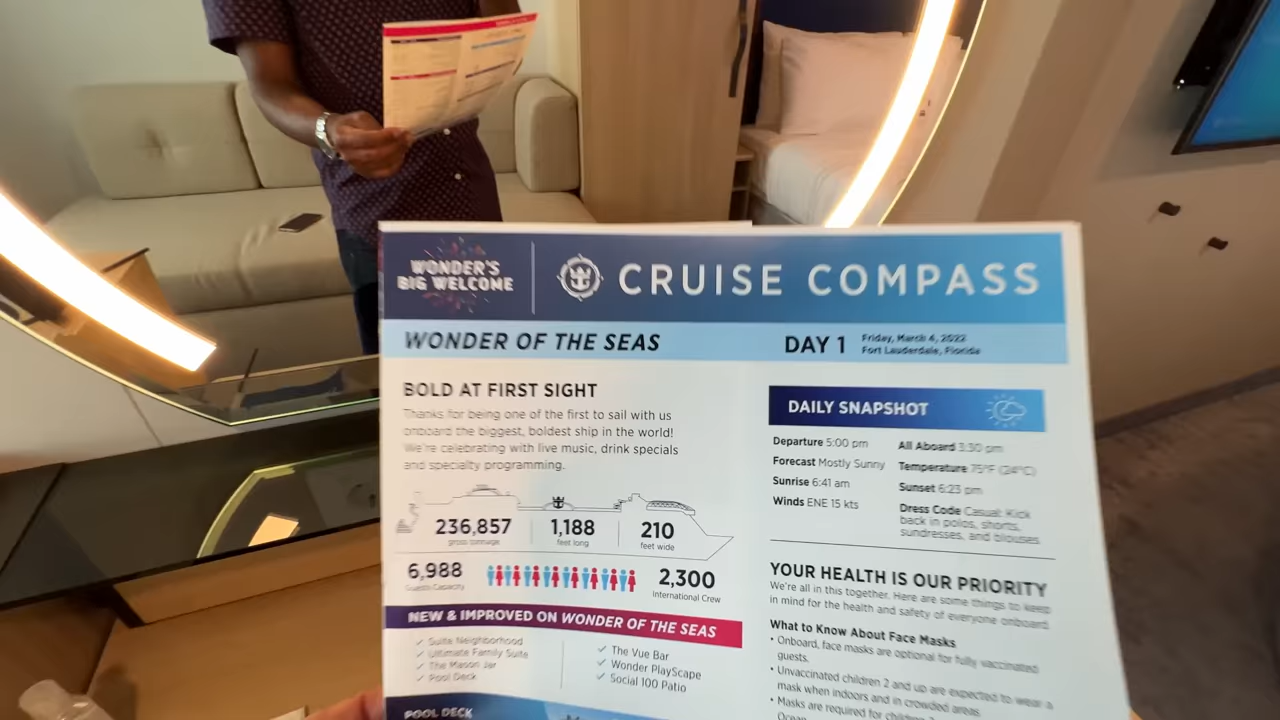 WONDER'S
BIG WELCOME
CRUISE COMPASS
WONDER OF THE SEAS
DAY 1
Friday, March 4, 2022
Fort Lauderdale, Florida
BOLD AT FIRST SIGHT
Thanks for being one of the first to sail with us
onboard the biggest, boldest ship in the world!
We're celebrating with live music, drink specials
and specialty programming.
236,857
gross tonnage
1,188
feet long
210
feet wide
6,988
Guests Capacity
2,300
International Crew
NEW & IMPROVED ON WONDER OF THE SEAS
✓ Suite Neighborhood
✓ Ultimate Family Suite
✓ The Mason Jar
✓ Pool Deck
✓ The Vue Bar
✓ Wonder PlayScape
✓ Social 100 Patio
POOL DECK
DAILY SNAPSHOT
Departure 5:00 pm
Forecast Mostly Sunny
Sunrise 6:41 am
Winds ENE 15 kts
All Aboard 3:30 pm
Temperature 75°F (24°C)
Sunset 6:23 pm
Dress Code Casual: Kick
back in polos, shorts,
sundresses, and blouses.
YOUR HEALTH IS OUR PRIORITY
We're all in this together. Here are some things to keep
in mind for the health and safety of everyone onboard:
What to Know About Face Masks
• Onboard, face masks are optional for fully vaccinated
guests.
• Unvaccinated children 2 and up are expected to wear a
mask when indoors and in crowded areas.
• Masks are required for children
Ocean